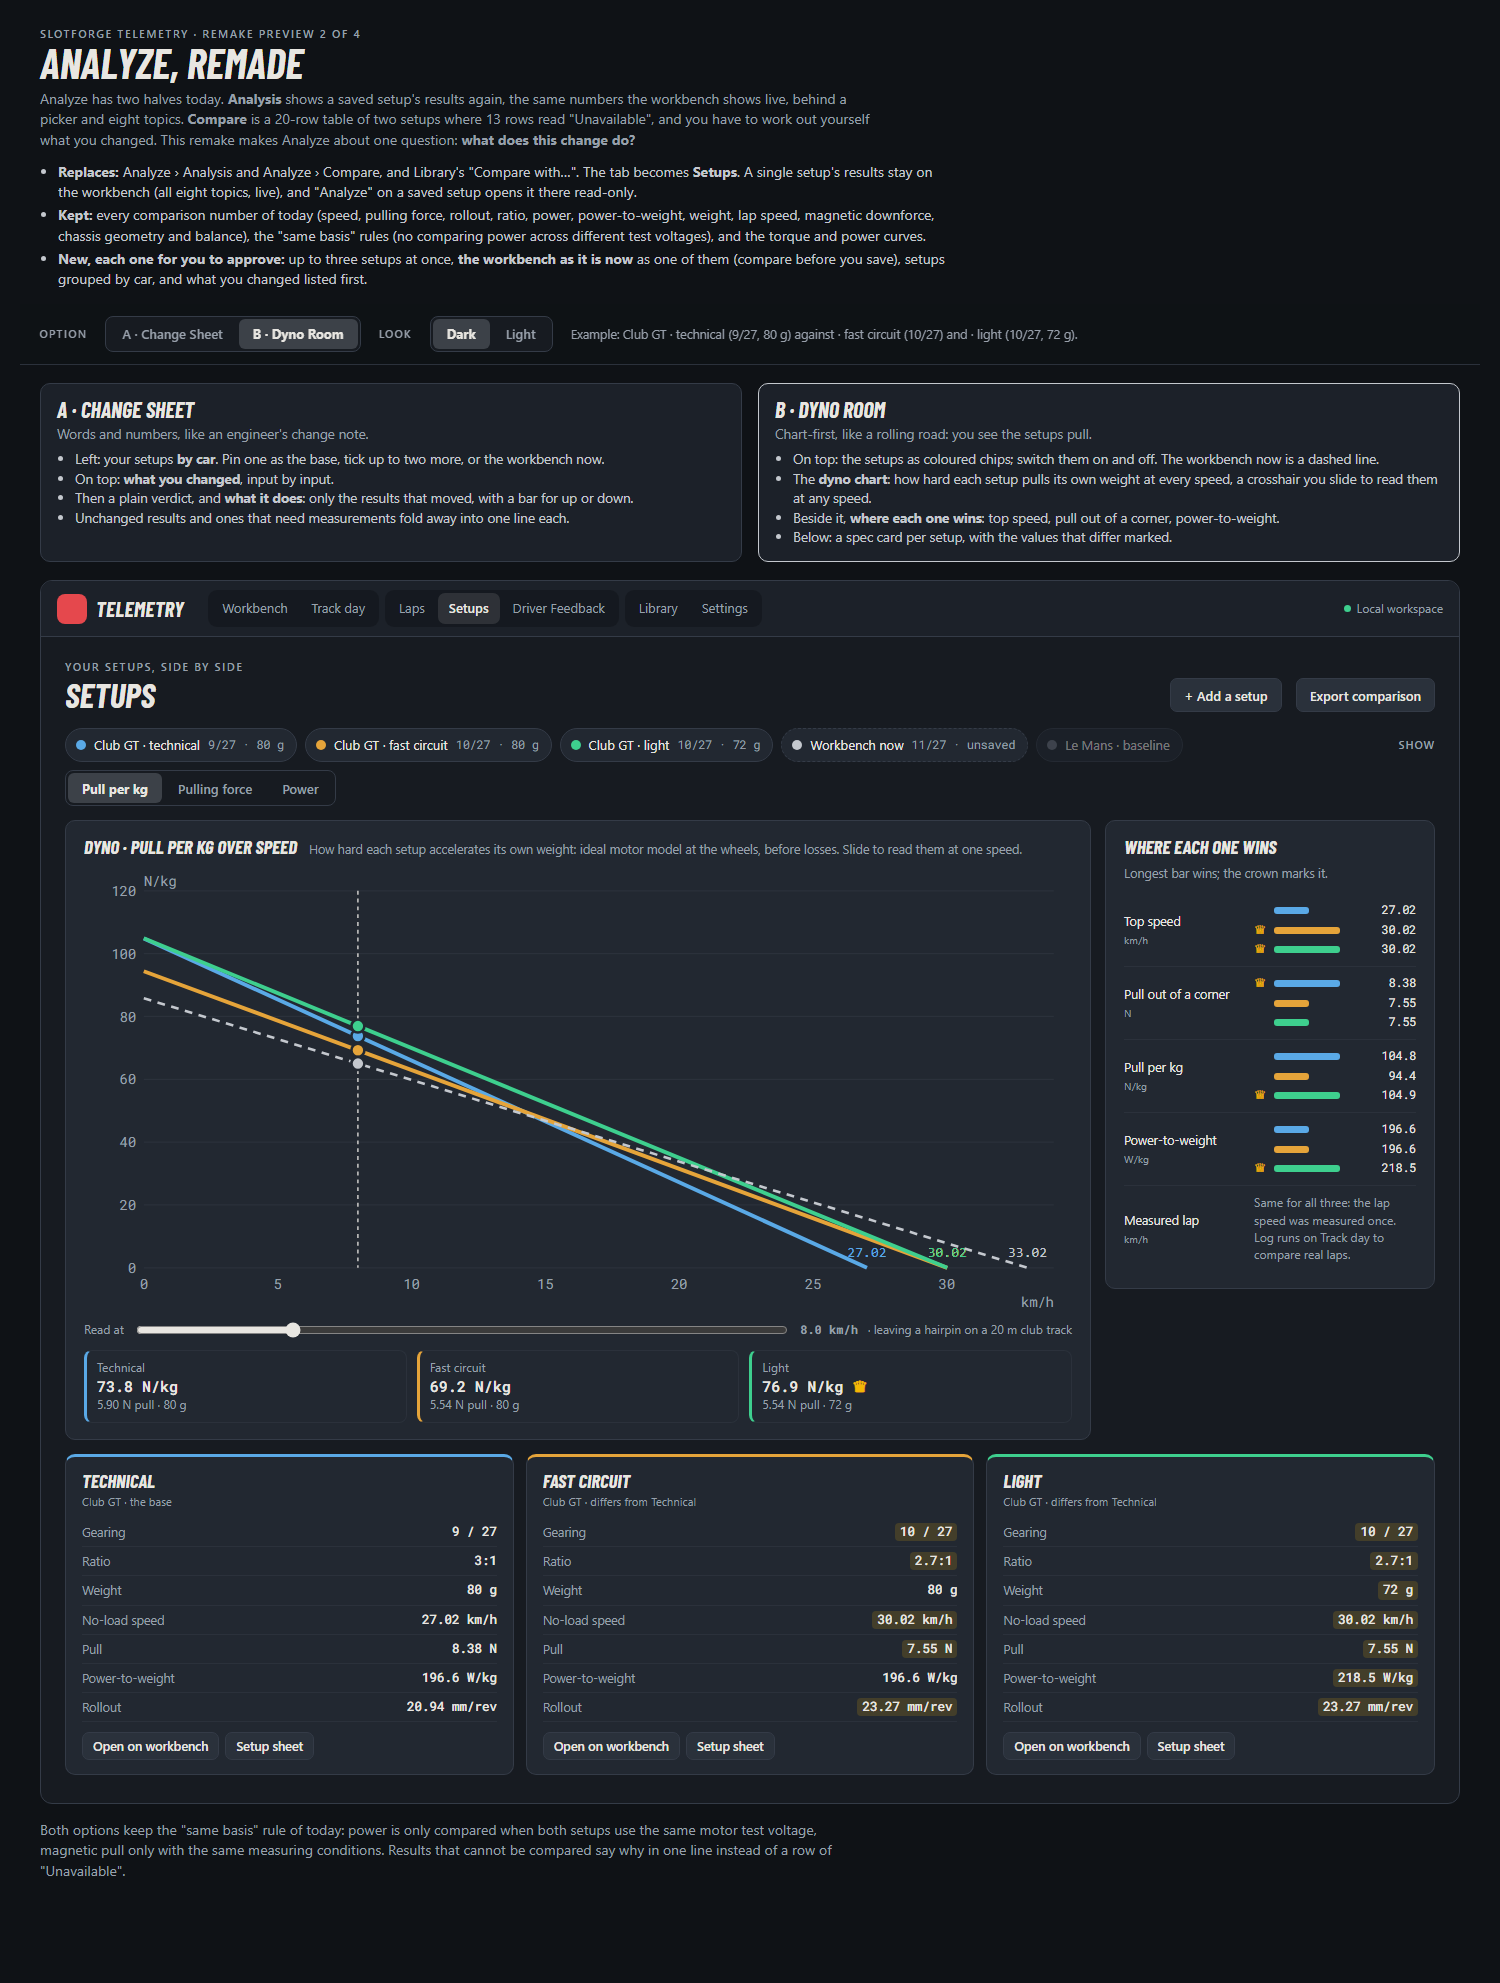 SLOTFORGE TELEMETRY · REMAKE PREVIEW 2 OF 4
ANALYZE, REMADE
Analyze has two halves today. Analysis shows a saved setup's results again, the same numbers the workbench shows live, behind a
picker and eight topics. Compare is a 20-row table of two setups where 13 rows read "Unavailable", and you have to work out yourself
what you changed. This remake makes Analyze about one question: what does this change do?
• Replaces: Analyze › Analysis and Analyze › Compare, and Library's "Compare with...". The tab becomes Setups. A single setup's results stay on
the workbench (all eight topics, live), and "Analyze" on a saved setup opens it there read-only.
• Kept: every comparison number of today (speed, pulling force, rollout, ratio, power, power-to-weight, weight, lap speed, magnetic downforce,
chassis geometry and balance), the "same basis" rules (no comparing power across different test voltages), and the torque and power curves.
• New, each one for you to approve: up to three setups at once, the workbench as it is now as one of them (compare before you save), setups
grouped by car, and what you changed listed first.
OPTION A · Change Sheet B · Dyno Room LOOK Dark Light Example: Club GT · technical (9/27, 80 g) against · fast circuit (10/27) and · light (10/27, 72 g).
A · CHANGE SHEET
Words and numbers, like an engineer's change note.
• Left: your setups by car. Pin one as the base, tick up to two more, or the workbench now.
• On top: what you changed, input by input.
• Then a plain verdict, and what it does: only the results that moved, with a bar for up or down.
• Unchanged results and ones that need measurements fold away into one line each.
B · DYNO ROOM
Chart-first, like a rolling road: you see the setups pull.
• On top: the setups as coloured chips; switch them on and off. The workbench now is a dashed line.
• The dyno chart: how hard each setup pulls its own weight at every speed, a crosshair you slide to read them
at any speed.
• Beside it, where each one wins: top speed, pull out of a corner, power-to-weight.
• Below: a spec card per setup, with the values that differ marked.
TELEMETRY Workbench Track day Laps Setups Driver Feedback Library Settings Local workspace
YOUR SETUPS, SIDE BY SIDE
SETUPS
+ Add a setup Export comparison
Club GT · technical 9/27 · 80 g Club GT · fast circuit 10/27 · 80 g Club GT · light 10/27 · 72 g Workbench now 11/27 · unsaved Le Mans · baseline SHOW
Pull per kg Pulling force Power
DYNO · PULL PER KG OVER SPEED How hard each setup accelerates its own weight: ideal motor model at the wheels, before losses. Slide to read them at one speed.
N/kg
120
100
80
60
40
20
0
27.02 30.02 33.02
0 5 10 15 20 25 30
km/h
Read at 8.0 km/h · leaving a hairpin on a 20 m club track
Technical
73.8 N/kg
5.90 N pull · 80 g
Fast circuit
69.2 N/kg
5.54 N pull · 80 g
Light
76.9 N/kg
5.54 N pull · 72 g
WHERE EACH ONE WINS
Longest bar wins; the crown marks it.
Top speed
km/h
27.02
30.02
30.02
Pull out of a corner
N
8.38
7.55
7.55
Pull per kg
N/kg
104.8
94.4
104.9
Power-to-weight
W/kg
196.6
196.6
218.5
Measured lap
km/h
Same for all three: the lap
speed was measured once.
Log runs on Track day to
compare real laps.
TECHNICAL
Club GT · the base
Gearing 9 / 27
Ratio 3:1
Weight 80 g
No-load speed 27.02 km/h
Pull 8.38 N
Power-to-weight 196.6 W/kg
Rollout 20.94 mm/rev
Open on workbench Setup sheet
FAST CIRCUIT
Club GT · differs from Technical
Gearing 10 / 27
Ratio 2.7:1
Weight 80 g
No-load speed 30.02 km/h
Pull 7.55 N
Power-to-weight 196.6 W/kg
Rollout 23.27 mm/rev
Open on workbench Setup sheet
LIGHT
Club GT · differs from Technical
Gearing 10 / 27
Ratio 2.7:1
Weight 72 g
No-load speed 30.02 km/h
Pull 7.55 N
Power-to-weight 218.5 W/kg
Rollout 23.27 mm/rev
Open on workbench Setup sheet
Both options keep the "same basis" rule of today: power is only compared when both setups use the same motor test voltage,
magnetic pull only with the same measuring conditions. Results that cannot be compared say why in one line instead of a row of
"Unavailable".